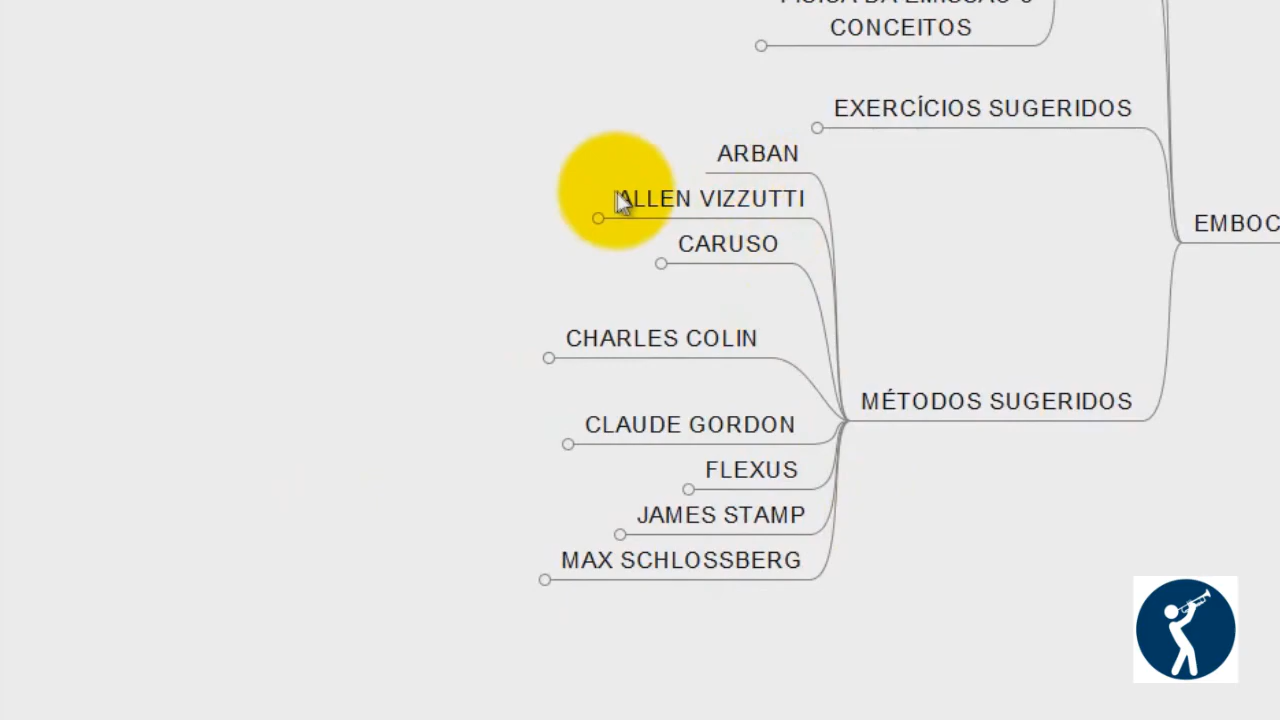 CONCEITOS
EXERCÍCIOS SUGERIDOS
ARBAN
ALLEN VIZZUTTI
CARUSO
EMBOC
CHARLES COLIN
MÉTODOS SUGERIDOS
CLAUDE GORDON
FLEXUS
JAMES STAMP
MAX SCHLOSSBERG